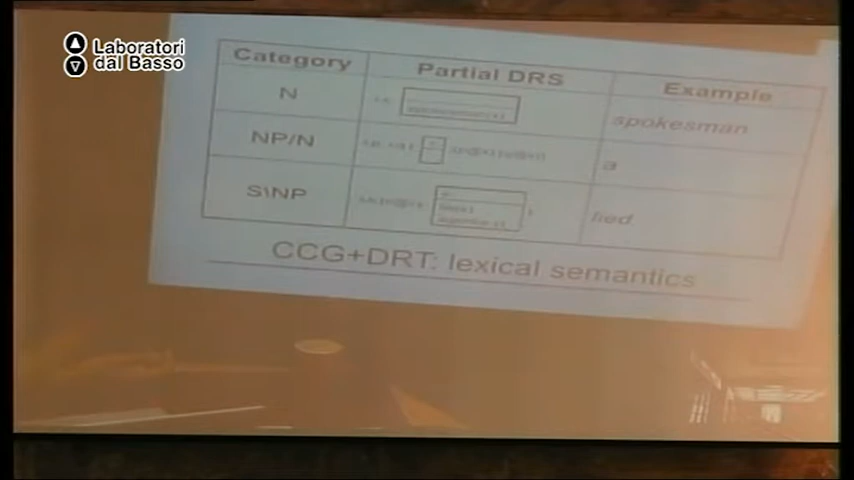 Laboratori
dal Basso
Category Partial DRS Example
N spokesman
NP/N a
S\NP lied
CCG+DRT: lexical semantics